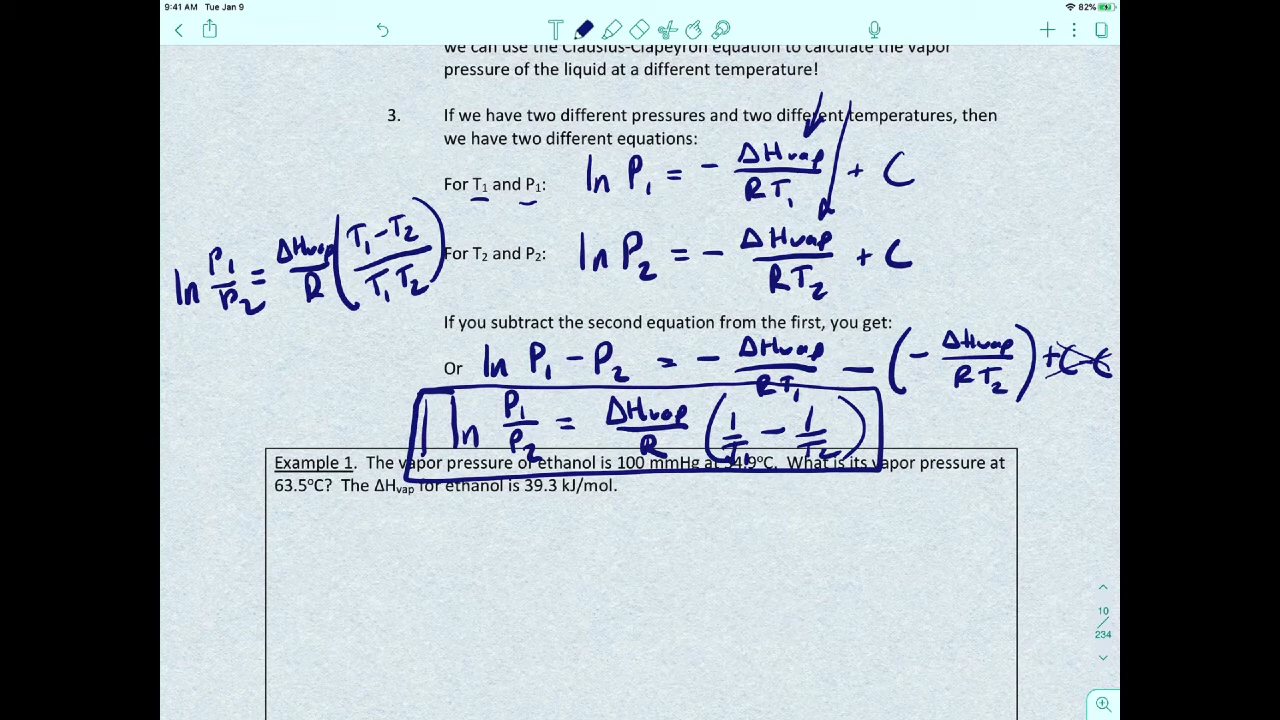 9:41 AM Tue Jan 9
82%
we can use the Clausius-Clapeyron equation to calculate the vapor
pressure of the liquid at a different temperature!
3. If we have two different pressures and two different temperatures, then
we have two different equations:
For T₁ and P₁: ln P₁ = - ΔHvap/RT₁ + C
ln P₁/P₂ = ΔHvap/R (T₁-T₂/T₁T₂)
For T₂ and P₂: ln P₂ = - ΔHvap/RT₂ + C
If you subtract the second equation from the first, you get:
Or ln P₁ - P₂ = - ΔHvap/RT₁ - (- ΔHvap/RT₂) + C - C
ln P₁/P₂ = ΔHvap/R (1/T₁ - 1/T₂)
Example 1. The vapor pressure of ethanol is 100 mmHg at 34.9°C. What is its vapor pressure at
63.5°C? The ΔHvap for ethanol is 39.3 kJ/mol.
10
/
234